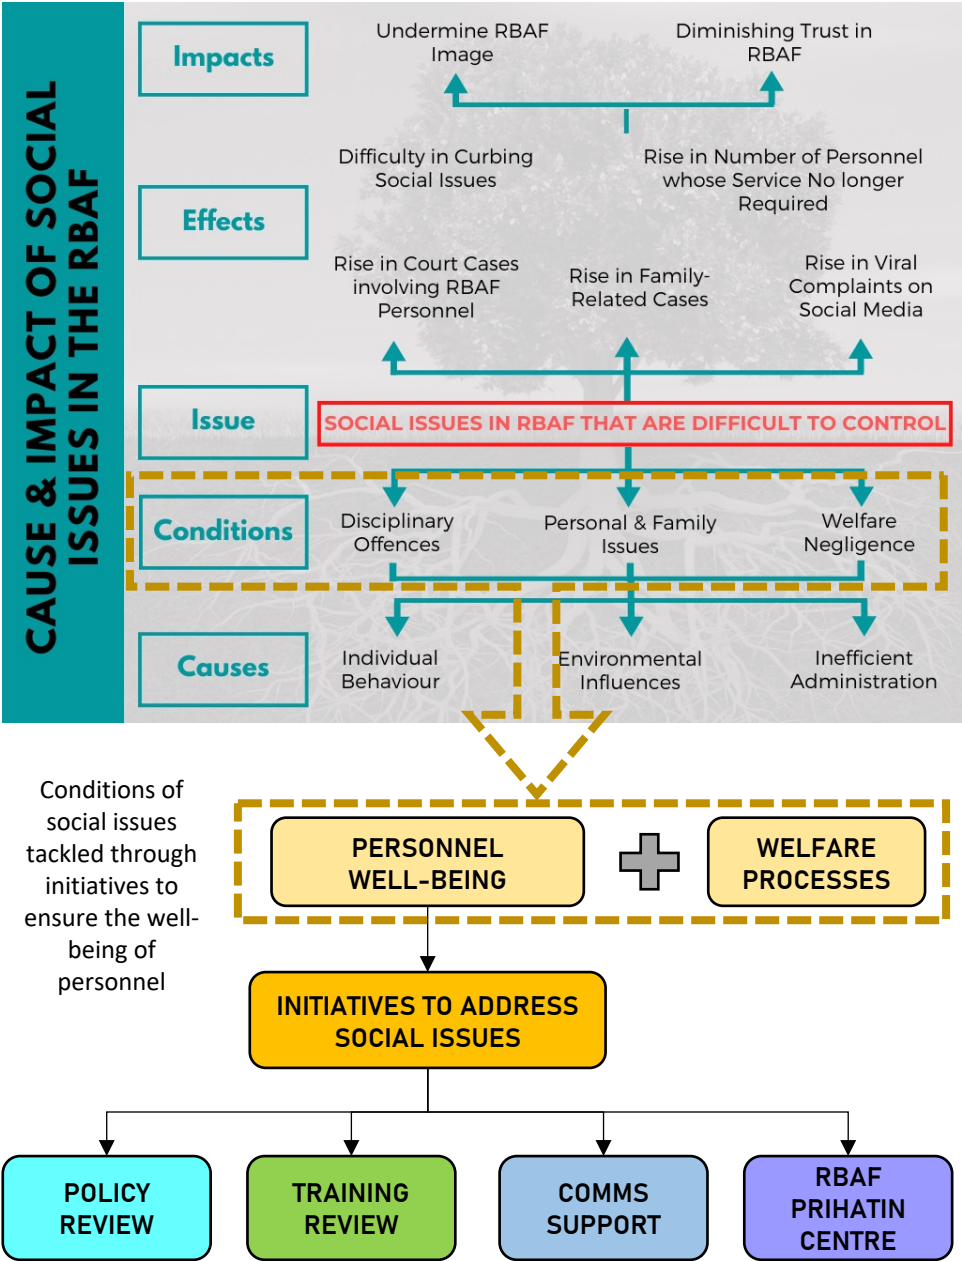 CAUSE & IMPACT OF SOCIAL
ISSUES IN THE RBAF
Impacts
Undermine RBAF
Image
Diminishing Trust in
RBAF
Effects
Difficulty in Curbing
Social Issues
Rise in Number of Personnel
whose Service No longer
Required
Rise in Court Cases
involving RBAF
Personnel
Rise in Family-
Related Cases
Rise in Viral
Complaints on
Social Media
Issue
SOCIAL ISSUES IN RBAF THAT ARE DIFFICULT TO CONTROL
Conditions
Disciplinary
Offences
Personal & Family
Issues
Welfare
Negligence
Causes
Individual
Behaviour
Environmental
Influences
Inefficient
Administration
Conditions of
social issues
tackled through
initiatives to
ensure the well-
being of
personnel
PERSONNEL
WELL-BEING
WELFARE
PROCESSES
INITIATIVES TO ADDRESS
SOCIAL ISSUES
POLICY
REVIEW
TRAINING
REVIEW
COMMS
SUPPORT
RBAF
PRIHATIN
CENTRE